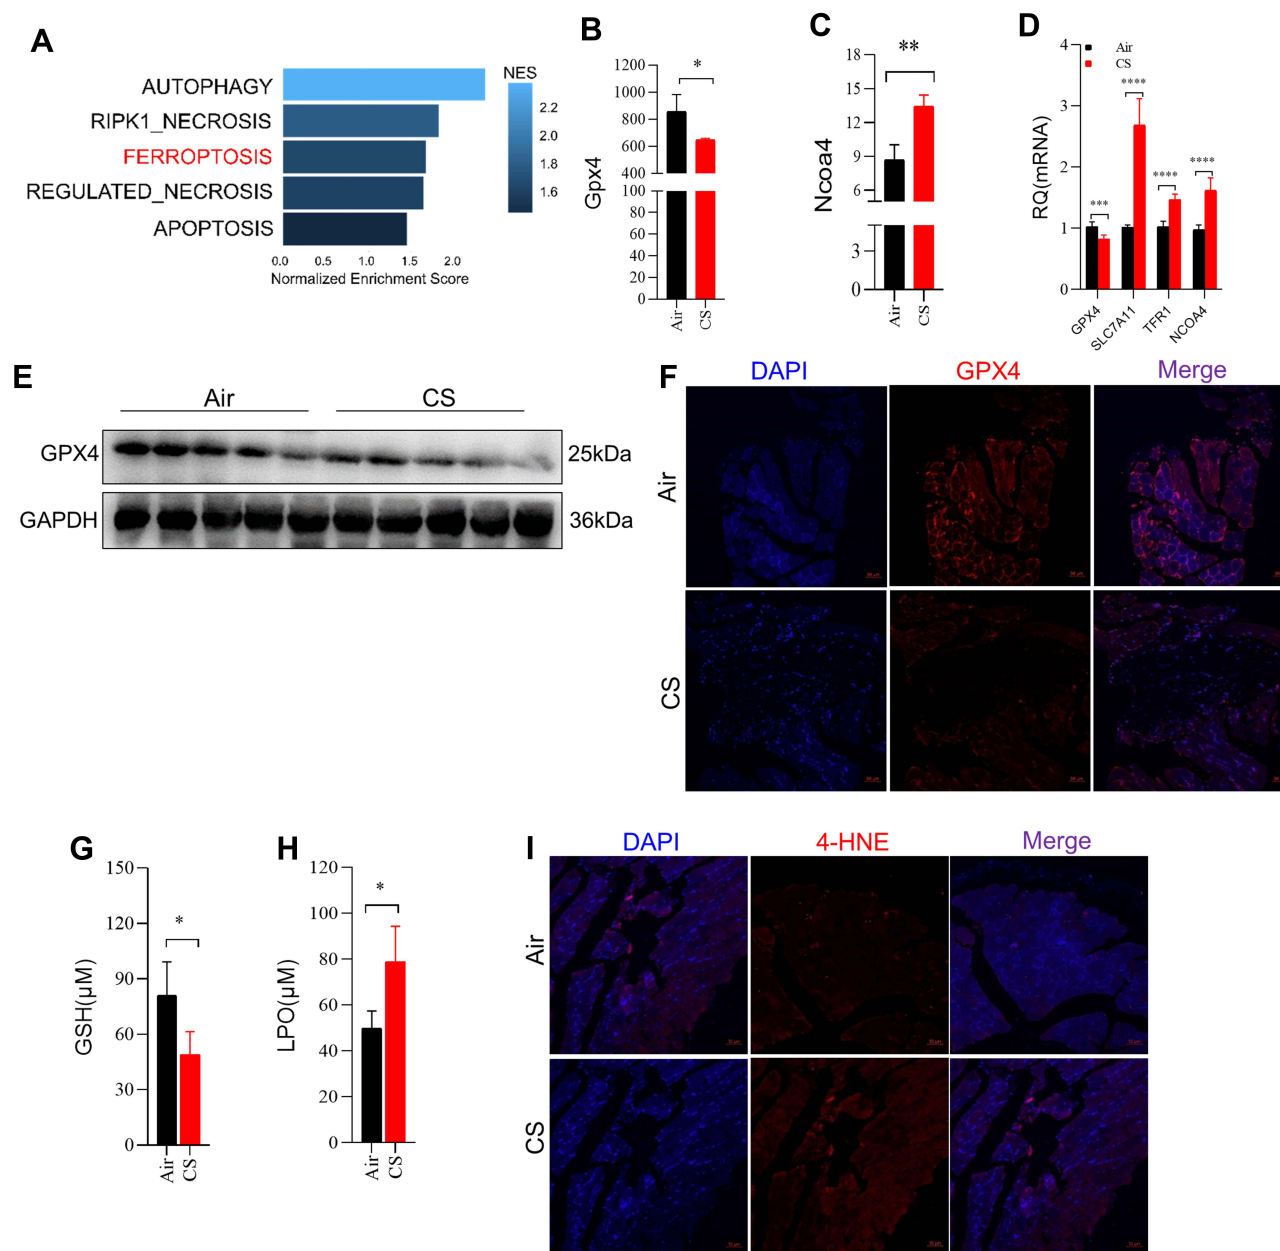 A
AUTOPHAGY
RIPK1_NECROSIS
FERROPTOSIS
REGULATED_NECROSIS
APOPTOSIS
0.0 0.5 1.0 1.5 2.0
Normalized Enrichment Score
NES
2.2
2.0
1.8
1.6
B
Gpx4
1200
1000
800
600
400
100
80
60
40
20
0
*
Air CS
C
Ncoa4
18
15
12
9
6
3
0
**
Air CS
D
RQ(mRNA)
4
3
2
1
0
Air
CS
***
****
****
****
GPX4 SLC7A11 TFR1 NCOA4
E
Air CS
GPX4 25kDa
GAPDH 36kDa
F
DAPI GPX4 Merge
Air
CS
G
GSH(μM)
150
120
90
60
30
0
*
Air CS
H
LPO(μM)
120
100
80
60
40
20
0
*
Air CS
I
DAPI 4-HNE Merge
Air
CS